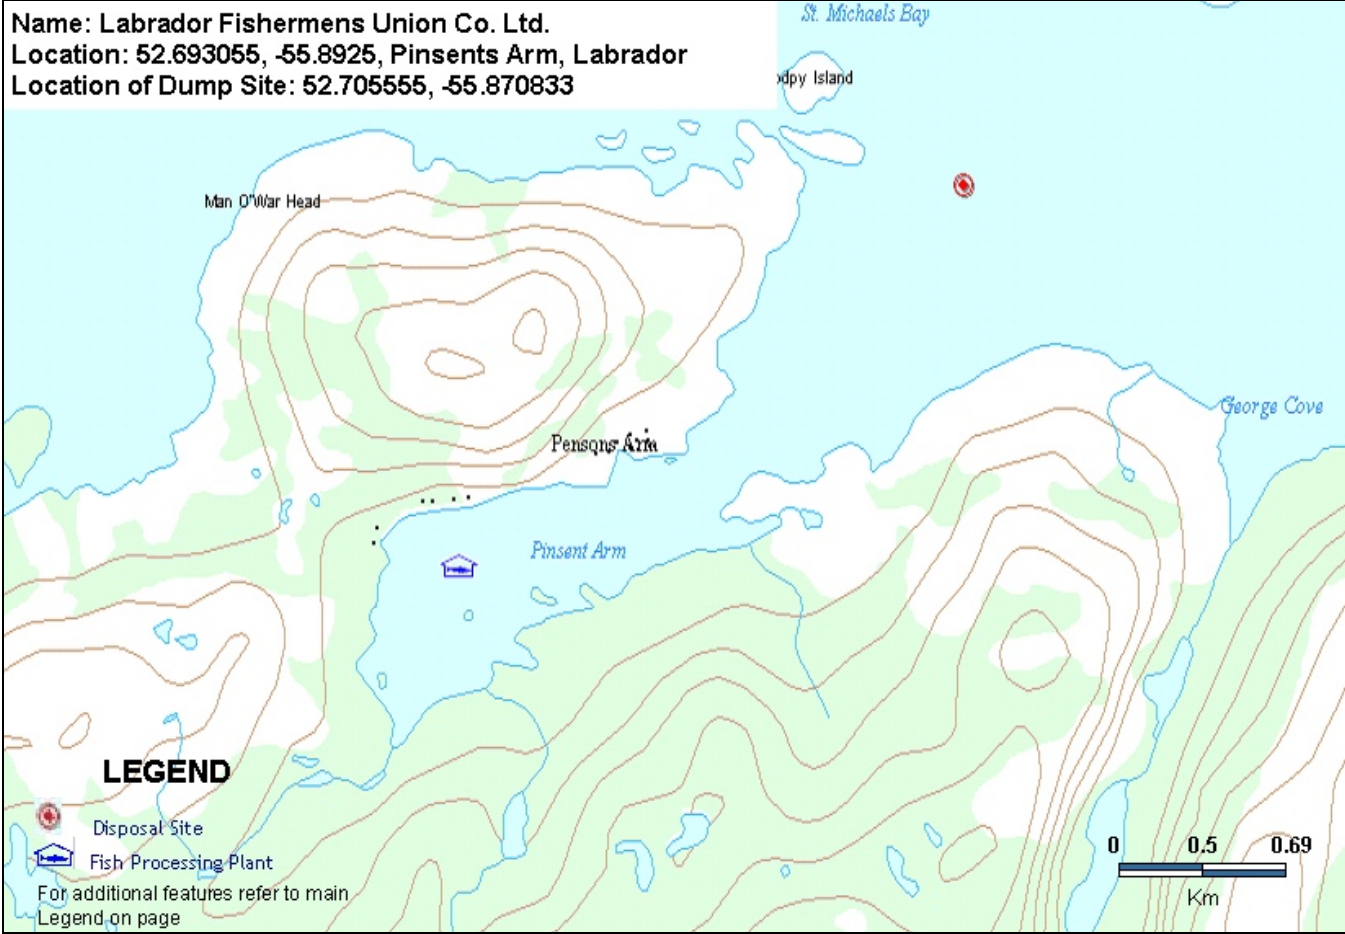 Name: Labrador Fishermens Union Co. Ltd.
Location: 52.693055, -55.8925, Pinsents Arm, Labrador
Location of Dump Site: 52.705555, -55.870833
St. Michaels Bay
Island
Man O'War Head
George Cove
Pensons Arm
Pinsent Arm
LEGEND
Disposal Site
Fish Processing Plant
For additional features refer to main
Legend on page
0 0.5 0.69
Km